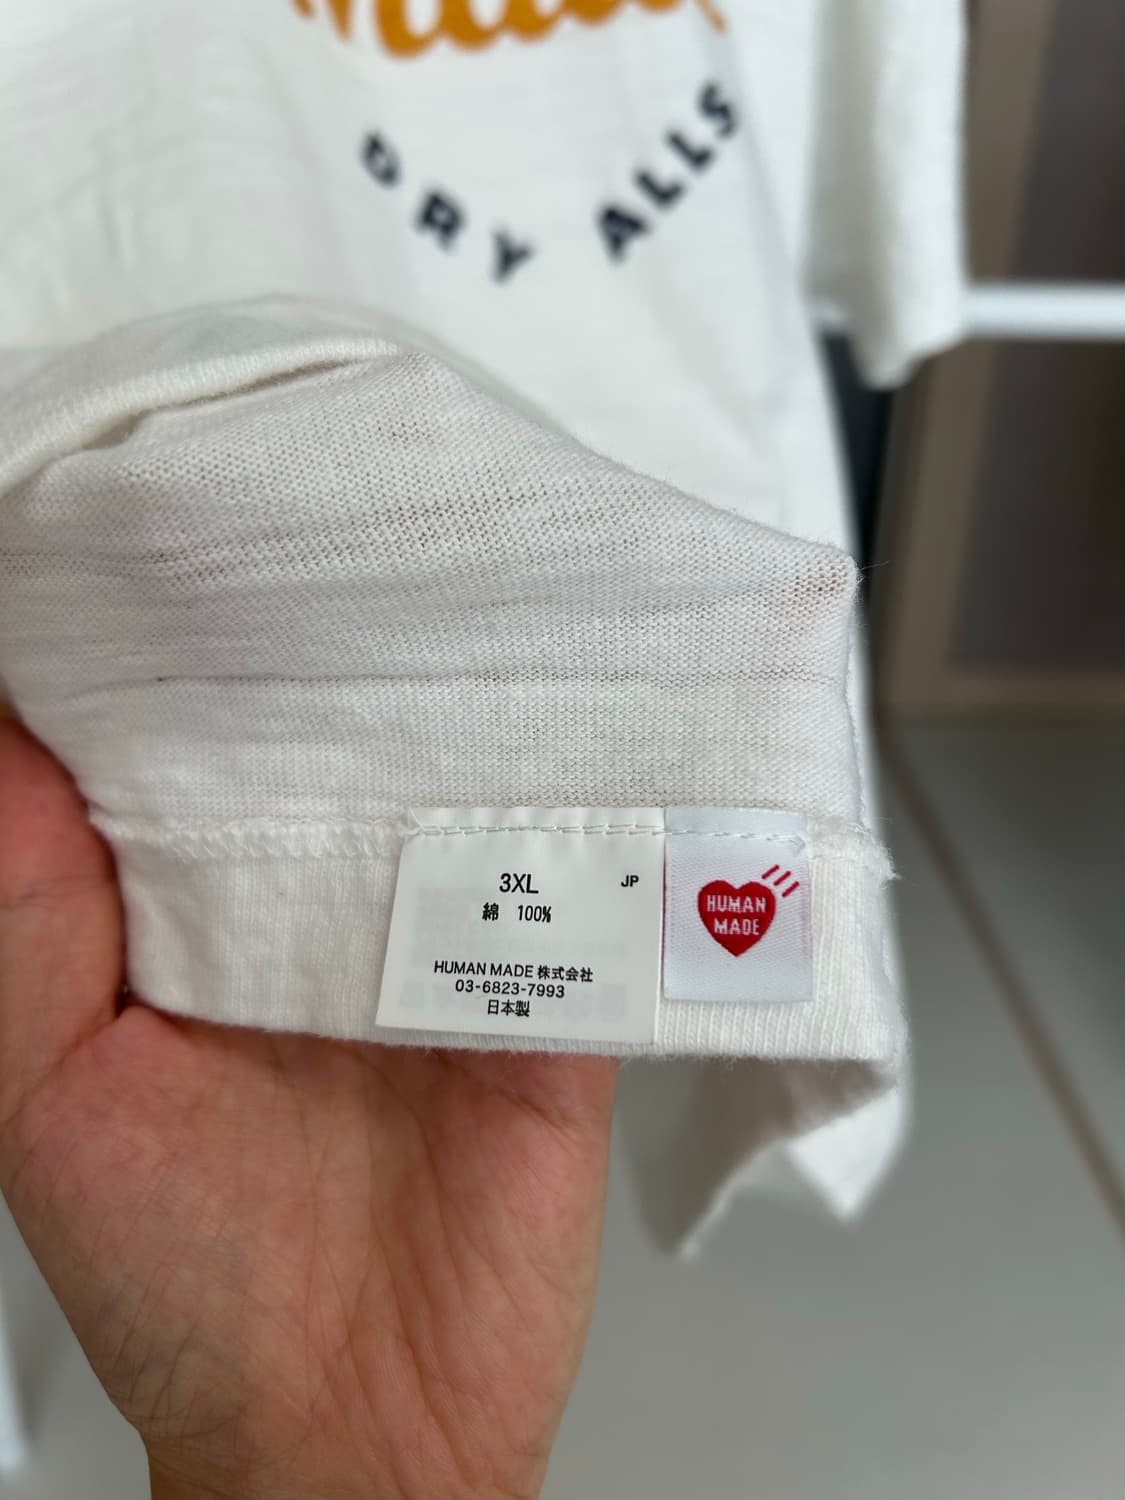 DRY ALLS
3XL JP
綿 100%
HUMAN MADE 株式会社
03-6823-7993
日本製
HUMAN
MADE